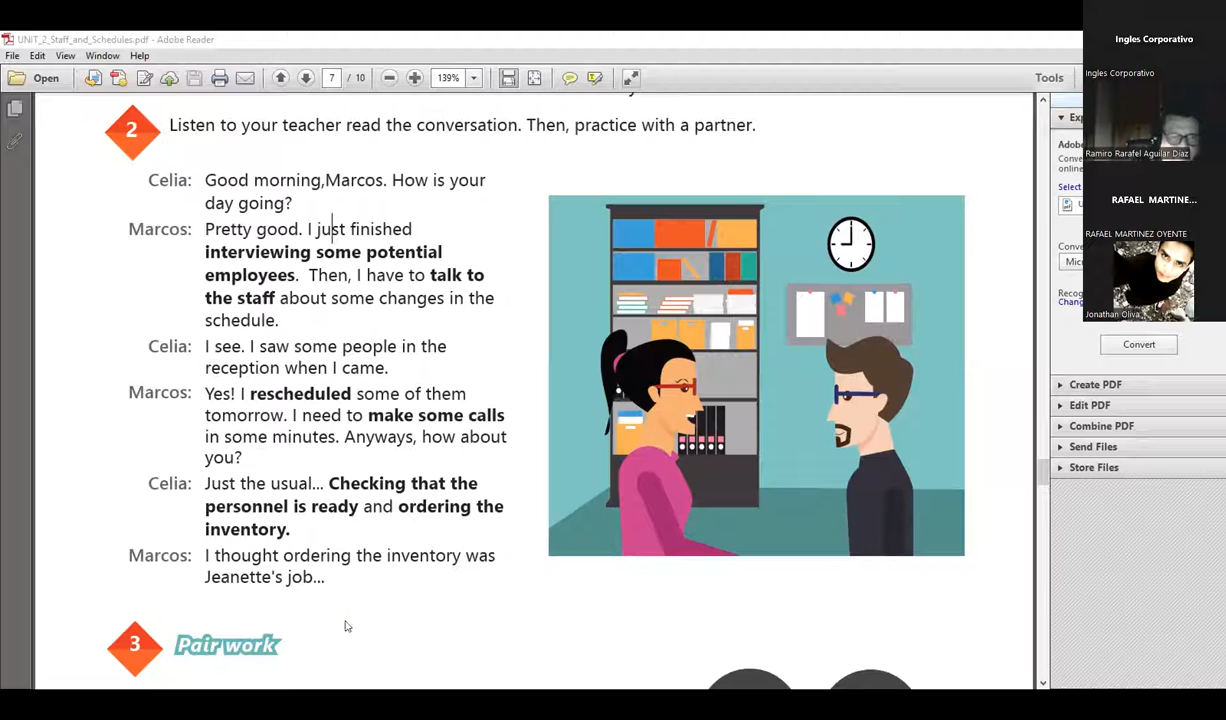 UNIT_2_Staff_and_Schedules.pdf - Adobe Reader
File Edit View Window Help
Open 7 / 10 139% Tools
2 Listen to your teacher read the conversation. Then, practice with a partner.
Celia: Good morning,Marcos. How is your
day going?
Marcos: Pretty good. I just finished
interviewing some potential
employees. Then, I have to talk to
the staff about some changes in the
schedule.
Celia: I see. I saw some people in the
reception when I came.
Marcos: Yes! I rescheduled some of them
tomorrow. I need to make some calls
in some minutes. Anyways, how about
you?
Celia: Just the usual... Checking that the
personnel is ready and ordering the
inventory.
Marcos: I thought ordering the inventory was
Jeanette's job...
3 Pair work
Ingles Corporativo
Ingles Corporativo
Ramiro Rarafel Aguilar Diaz
RAFAEL MARTINE...
RAFAEL MARTINEZ OYENTE
Jonathan Oliva
Convert
Create PDF
Edit PDF
Combine PDF
Send Files
Store Files